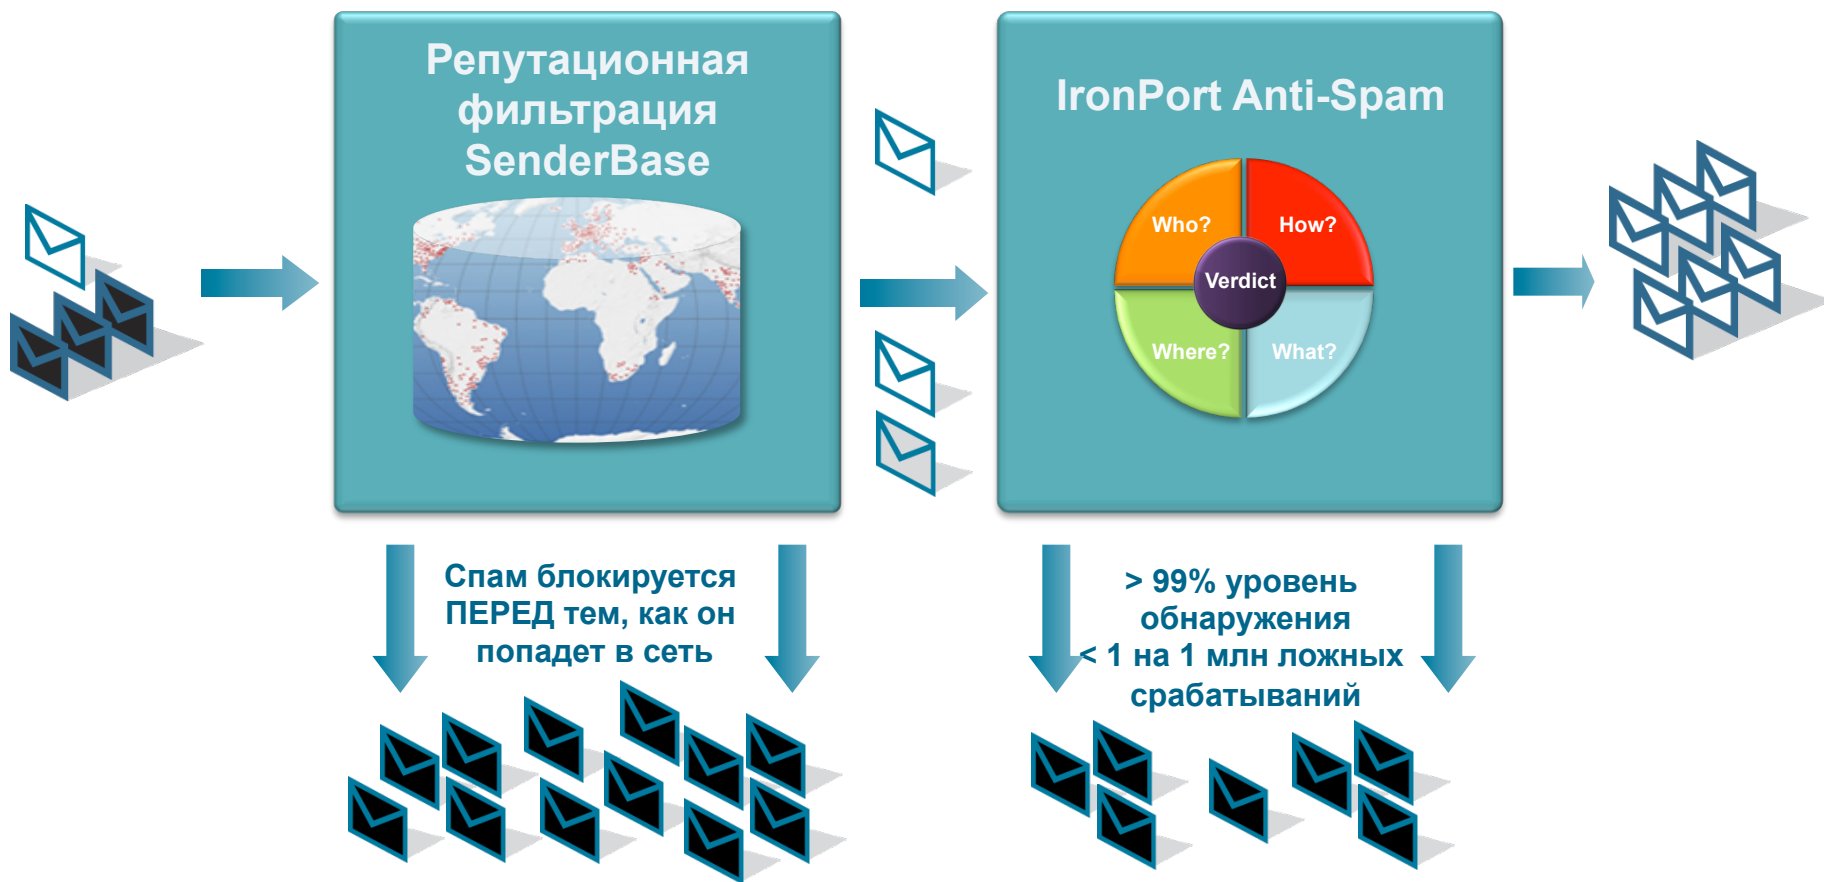 Репутационная
фильтрация
SenderBase
IronPort Anti-Spam
Who?
How?
Verdict
Where?
What?
Спам блокируется
ПЕРЕД тем, как он
попадет в сеть
> 99% уровень
обнаружения
< 1 на 1 млн ложных
срабатываний